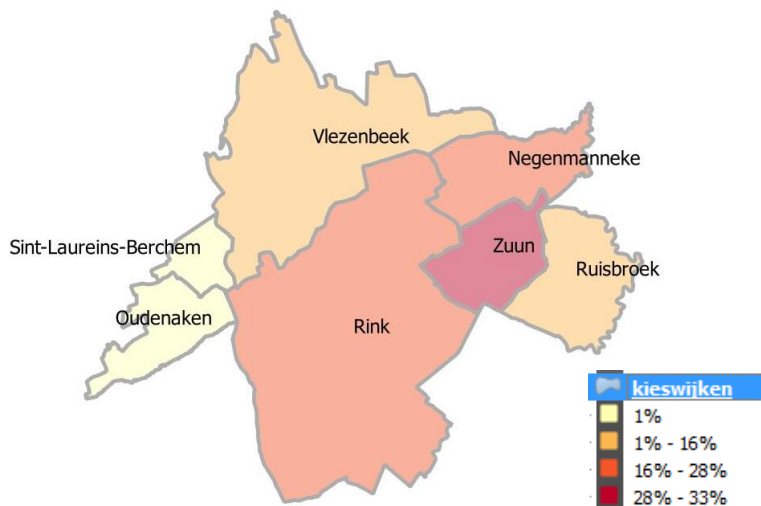 Vlezenbeek
Negenmanneke
Sint-Laureins-Berchem
Zuun
Ruisbroek
Oudenaken
Rink
kieswijken
1%
1% - 16%
16% - 28%
28% - 33%